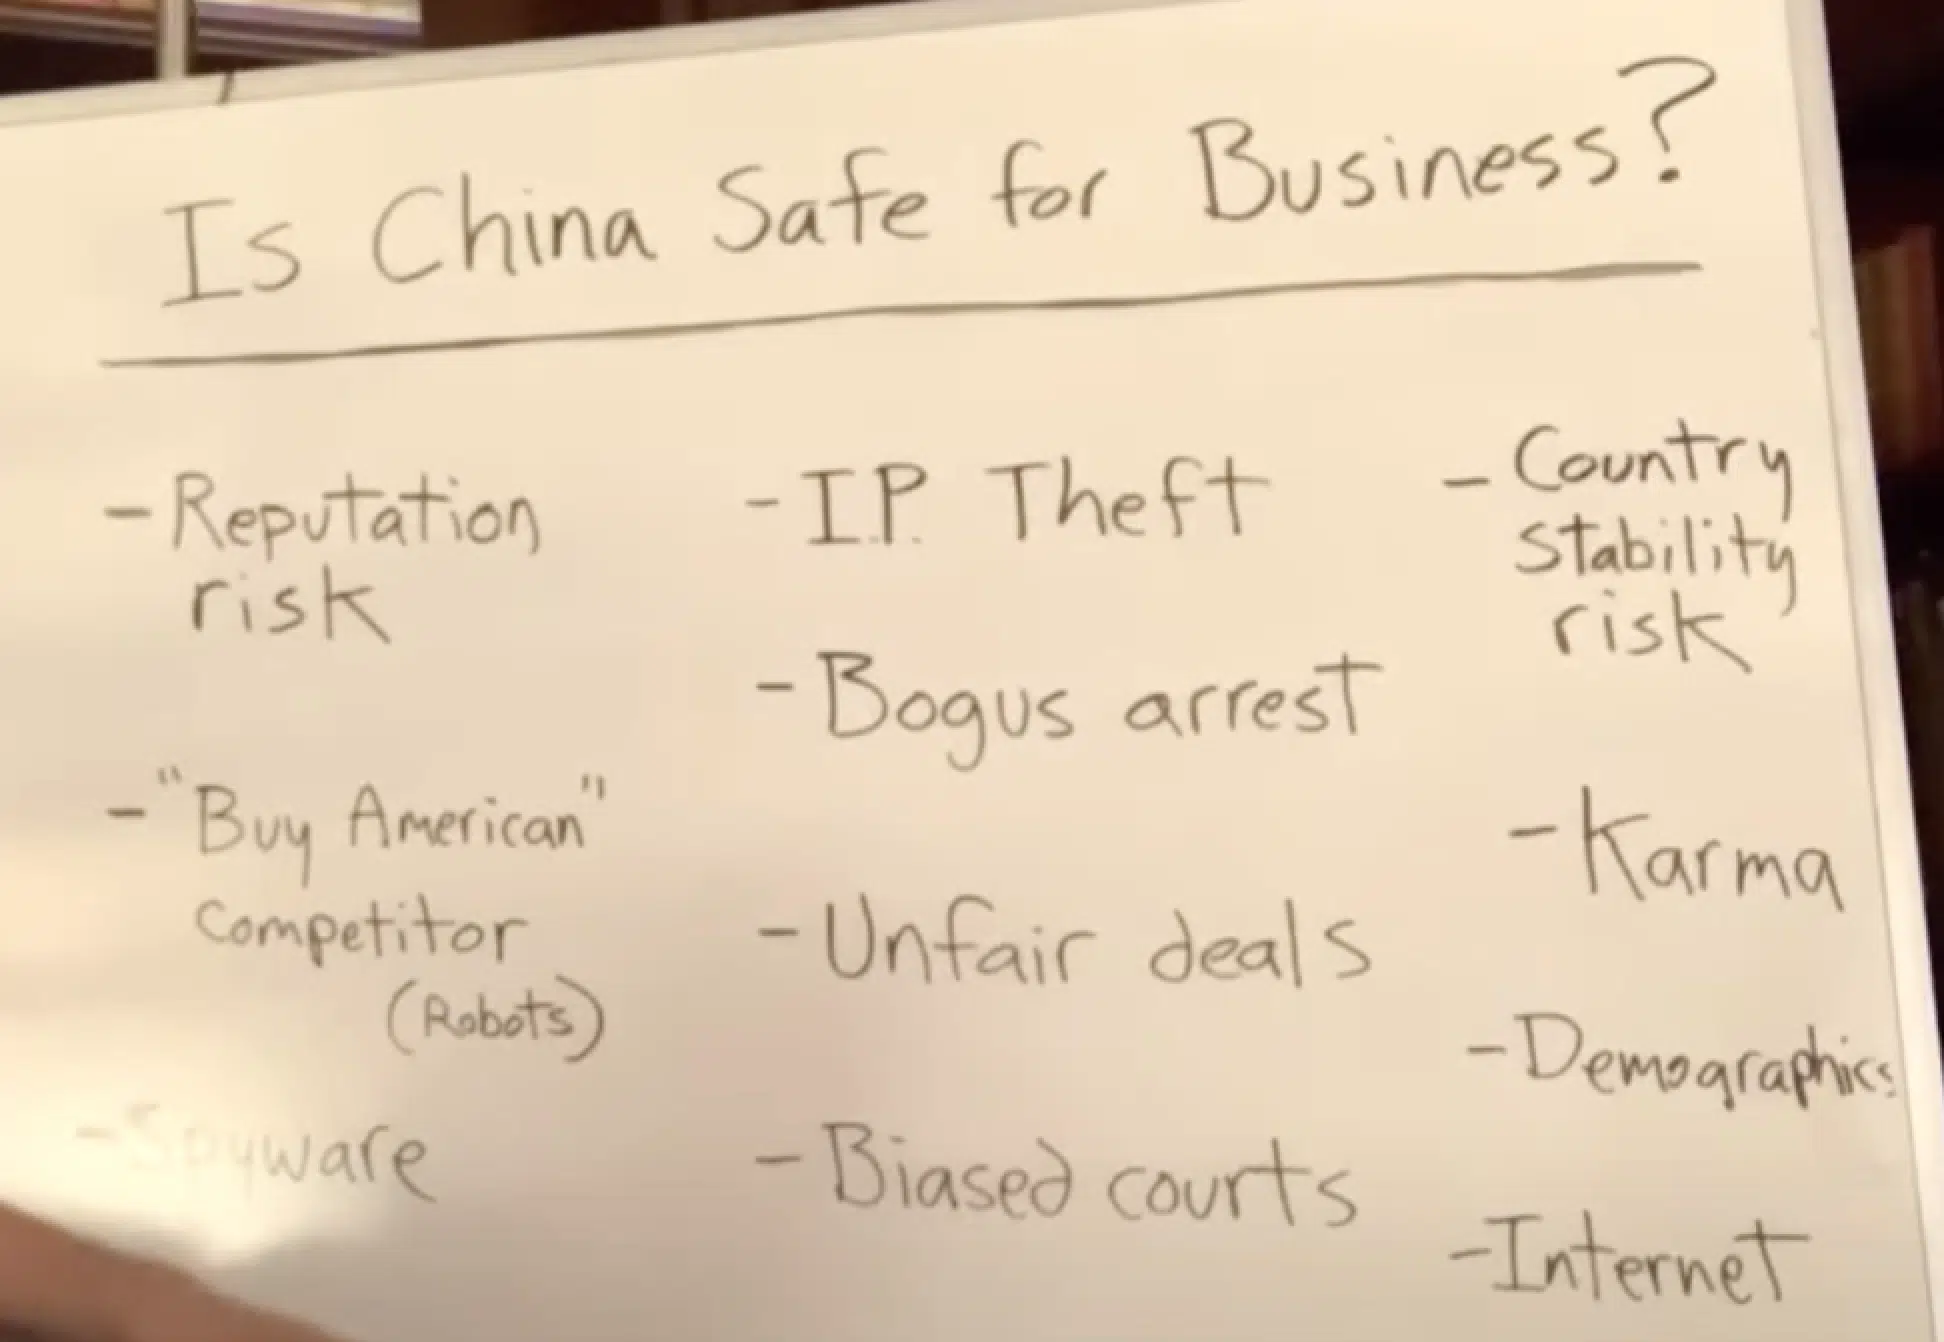 Is China Safe for Business?
- Reputation
risk
- "Buy American"
Competitor
(Robots)
- Spyware
- I.P. Theft
- Bogus arrest
- Unfair deals
- Biased courts
- Country
stability
risk
- Karma
- Demographics
- Internet